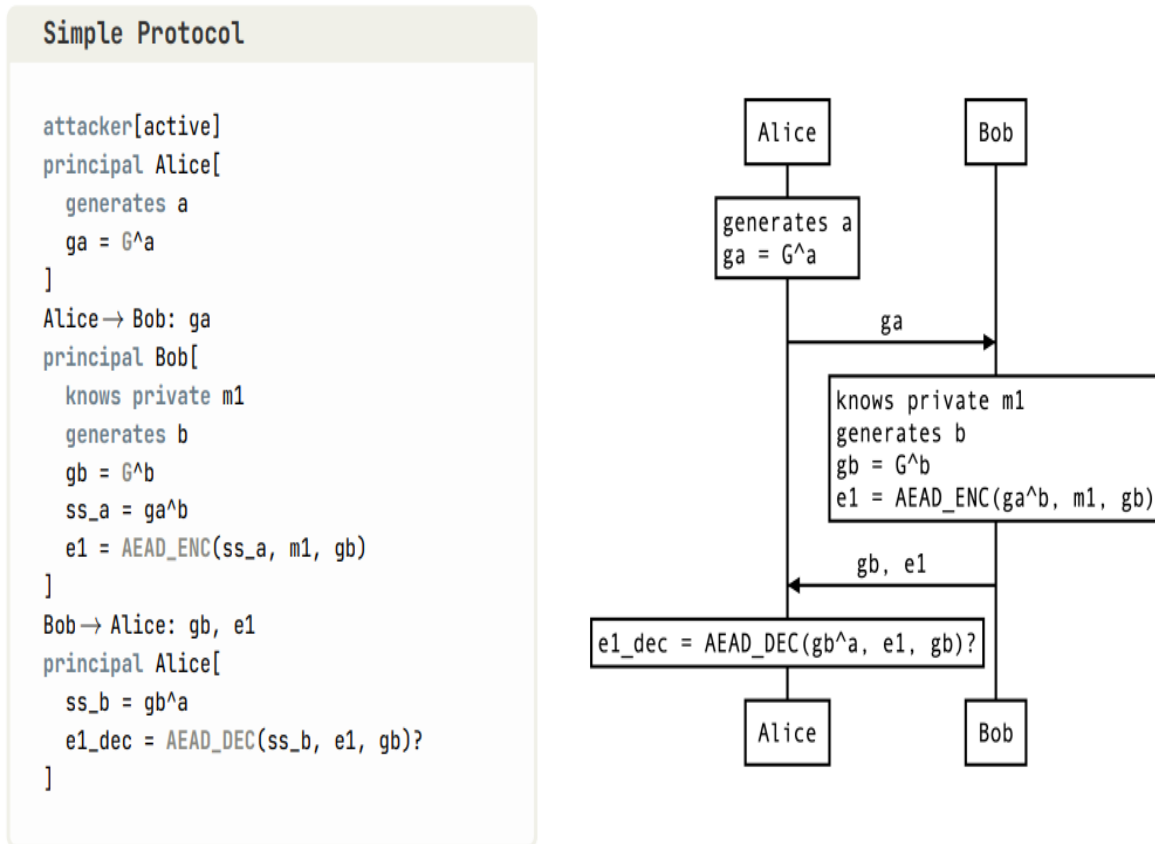 Simple Protocol
attacker[active]
principal Alice[
generates a
ga = G^a
]
Alice→ Bob: ga
principal Bob[
knows private m1
generates b
gb = G^b
ss_a = ga^b
e1 = AEAD_ENC(ss_a, m1, gb)
]
Bob→ Alice: gb, e1
principal Alice[
ss_b = gb^a
e1_dec = AEAD_DEC(ss_b, e1, gb)?
]
Alice
Bob
generates a
ga = G^a
ga
knows private m1
generates b
gb = G^b
e1 = AEAD_ENC(ga^b, m1, gb)
gb, e1
e1_dec = AEAD_DEC(gb^a, e1, gb)?
Alice
Bob